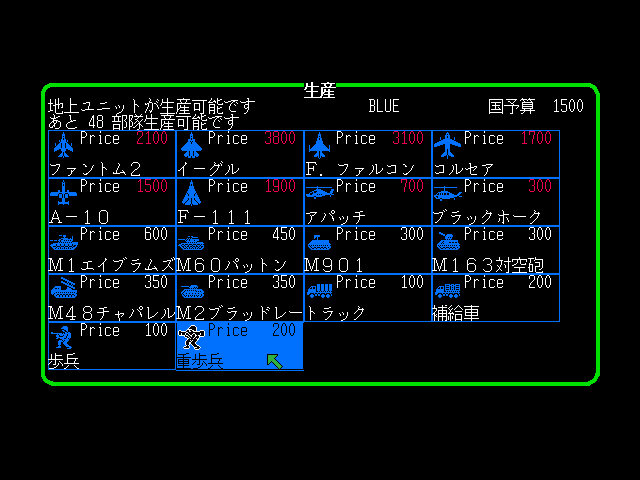 生産
地上ユニットが生産可能です BLUE 国予算 1500
あと 48 部隊生産可能です
Price 2100 Price 3800 Price 3100 Price 1700
ファントム2 イーグル F. ファルコン コルセア
Price 1500 Price 1900 Price 700 Price 300
A-10 F-111 アパッチ ブラックホーク
Price 600 Price 450 Price 300 Price 300
M1エイブラムズ M60パットン M901 M163対空砲
Price 350 Price 350 Price 100 Price 200
M48チャパレル M2ブラッドレー トラック 補給車
Price 100 Price 200
歩兵 重歩兵